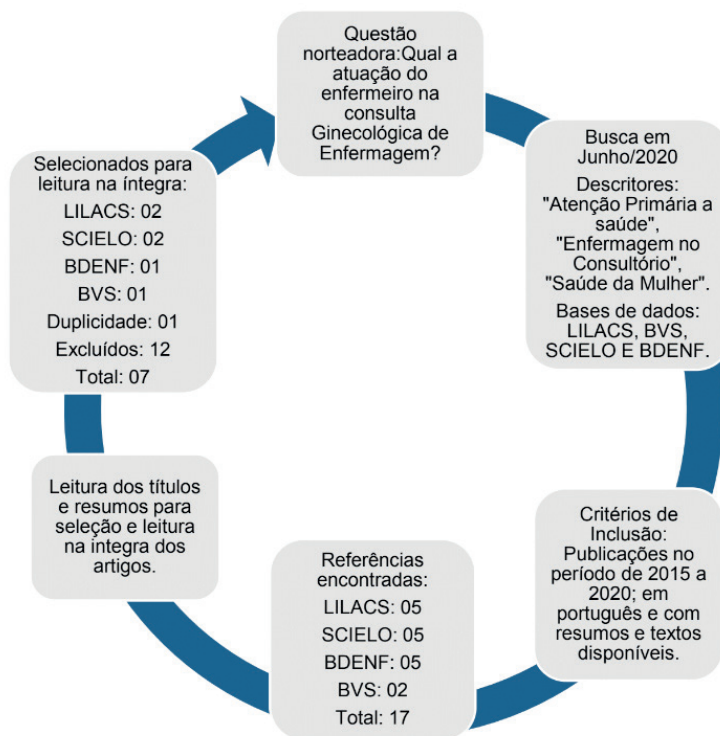 Questão
norteadora:Qual a
atuação do
enfermeiro na
consulta
Ginecológica de
Enfermagem?
Busca em
Junho/2020
Descritores:
"Atenção Primária a
saúde",
"Enfermagem no
Consultório",
"Saúde da Mulher".
Bases de dados:
LILACS, BVS,
SCIELO E BDENF.
Critérios de
Inclusão:
Publicações no
período de 2015 a
2020; em
português e com
resumos e textos
disponíveis.
Referências
encontradas:
LILACS: 05
SCIELO: 05
BDENF: 05
BVS: 02
Total: 17
Leitura dos títulos
e resumos para
seleção e leitura
na integra dos
artigos.
Selecionados para
leitura na íntegra:
LILACS: 02
SCIELO: 02
BDENF: 01
BVS: 01
Duplicidade: 01
Excluídos: 12
Total: 07